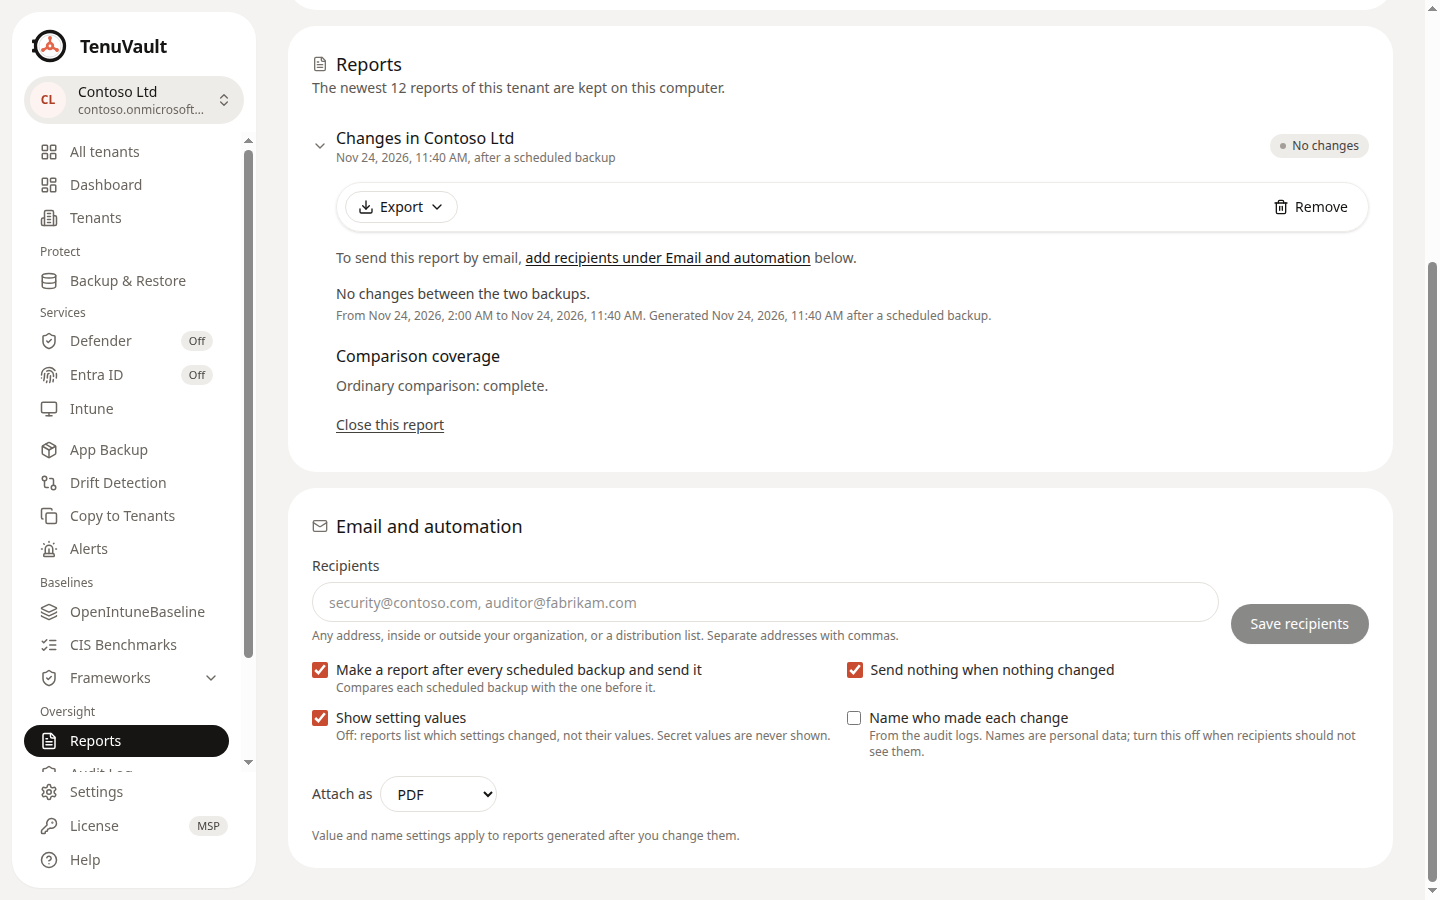 TenuVault
CL
Contoso Ltd
contoso.onmicrosoft...
All tenants
Dashboard
Tenants
Protect
Backup & Restore
Services
Defender
Off
Entra ID
Off
Intune
App Backup
Drift Detection
Copy to Tenants
Alerts
Baselines
OpenIntuneBaseline
CIS Benchmarks
Frameworks
Oversight
Reports
Audit Log
Settings
License
MSP
Help
Reports
The newest 12 reports of this tenant are kept on this computer.
Changes in Contoso Ltd
Nov 24, 2026, 11:40 AM, after a scheduled backup
No changes
Export
Remove
To send this report by email, add recipients under Email and automation below.
No changes between the two backups.
From Nov 24, 2026, 2:00 AM to Nov 24, 2026, 11:40 AM. Generated Nov 24, 2026, 11:40 AM after a scheduled backup.
Comparison coverage
Ordinary comparison: complete.
Close this report
Email and automation
Recipients
security@contoso.com, auditor@fabrikam.com
Any address, inside or outside your organization, or a distribution list. Separate addresses with commas.
Save recipients
Make a report after every scheduled backup and send it
Compares each scheduled backup with the one before it.
Send nothing when nothing changed
Show setting values
Off: reports list which settings changed, not their values. Secret values are never shown.
Name who made each change
From the audit logs. Names are personal data; turn this off when recipients should not
see them.
Attach as
PDF
Value and name settings apply to reports generated after you change them.